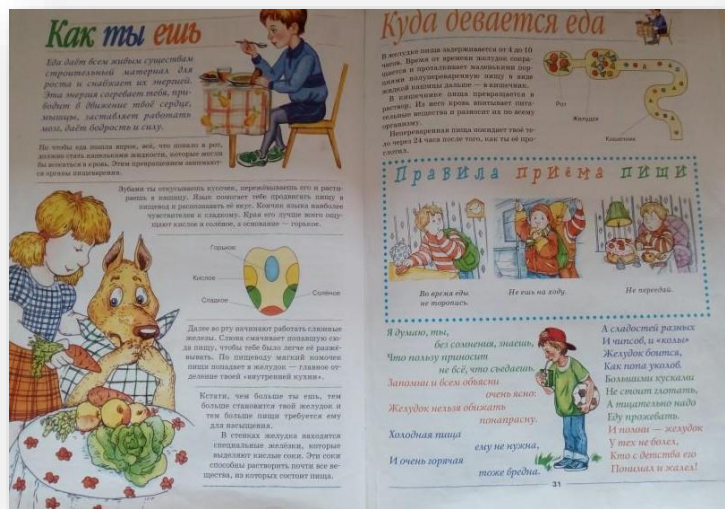 Как ты ешь
Еда даёт всем живым существам
строительный материал для
роста и снабжает их энергией.
Эта энергия согревает тебя, при-
водит в движение твоё сердце,
мышцы, заставляет работать
мозг, даёт бодрость и силу.
Но чтобы еда пошла впрок, всё, что попало в рот,
должно стать капельками жидкости, которые могли
бы всосаться в кровь. Этим превращением занимают-
ся органы пищеварения.
Зубами ты откусываешь кусочек, пережёвываешь его и расти-
раешь в кашицу. Язык помогает тебе продвигать пищу в
пищевод и распознавать её вкус. Кончик языка наиболее
чувствителен к сладкому. Края его лучше всего ощу-
щают кислое и солёное, а основание — горькое.
Горькое
Кислое
Сладкое
Солёное
Далее во рту начинают работать слюнные
железы. Слюна смачивает попавшую сю-
да пищу, чтобы тебе было легче её разжё-
вывать. По пищеводу мягкий комочек
пищи попадает в желудок — главное от-
деление твоей «внутренней кухни».
Кстати, чем больше ты ешь, тем
больше становится твой желудок и
тем больше пищи требуется ему
для насыщения.
В стенках желудка находятся
специальные желёзки, которые
выделяют кислые соки. Эти соки
способны растворить почти все ве-
щества, из которых состоит пища.
Куда девается еда
В желудке пища задерживается от 4 до 10
часов. Время от времени желудок сокра-
щается и проталкивает маленькими пор-
циями полупереваренную пищу в виде
жидкой кашицы дальше — в кишечник.
В кишечнике пища превращается в
раствор. Из него кровь впитывает пита-
тельные вещества и разносит их по всему
организму.
Непереваренная пища покидает твоё те-
ло через 24 часа после того, как ты её про-
глотил.
Рот
Желудок
Кишечник
Правила приёма пищи
Во время еды
не торопись.
Не ешь на ходу.
Не переедай.
Я думаю, ты,
без сомнения, знаешь,
Что пользу приносит
не всё, что съедаешь.
Запомни и всем объясни
очень ясно:
Желудок нельзя обижать
понапрасну.
Холодная пища
ему не нужна,
И очень горячая
тоже вредна.
А сладостей разных
И чипсов, и «колы»
Желудок боится,
Как попа уколов.
Большими кусками
Не стоит глотать,
А тщательно надо
Еду прожевать.
И помни — желудок
У тех не болел,
Кто с детства его
Понимал и жалел!
31